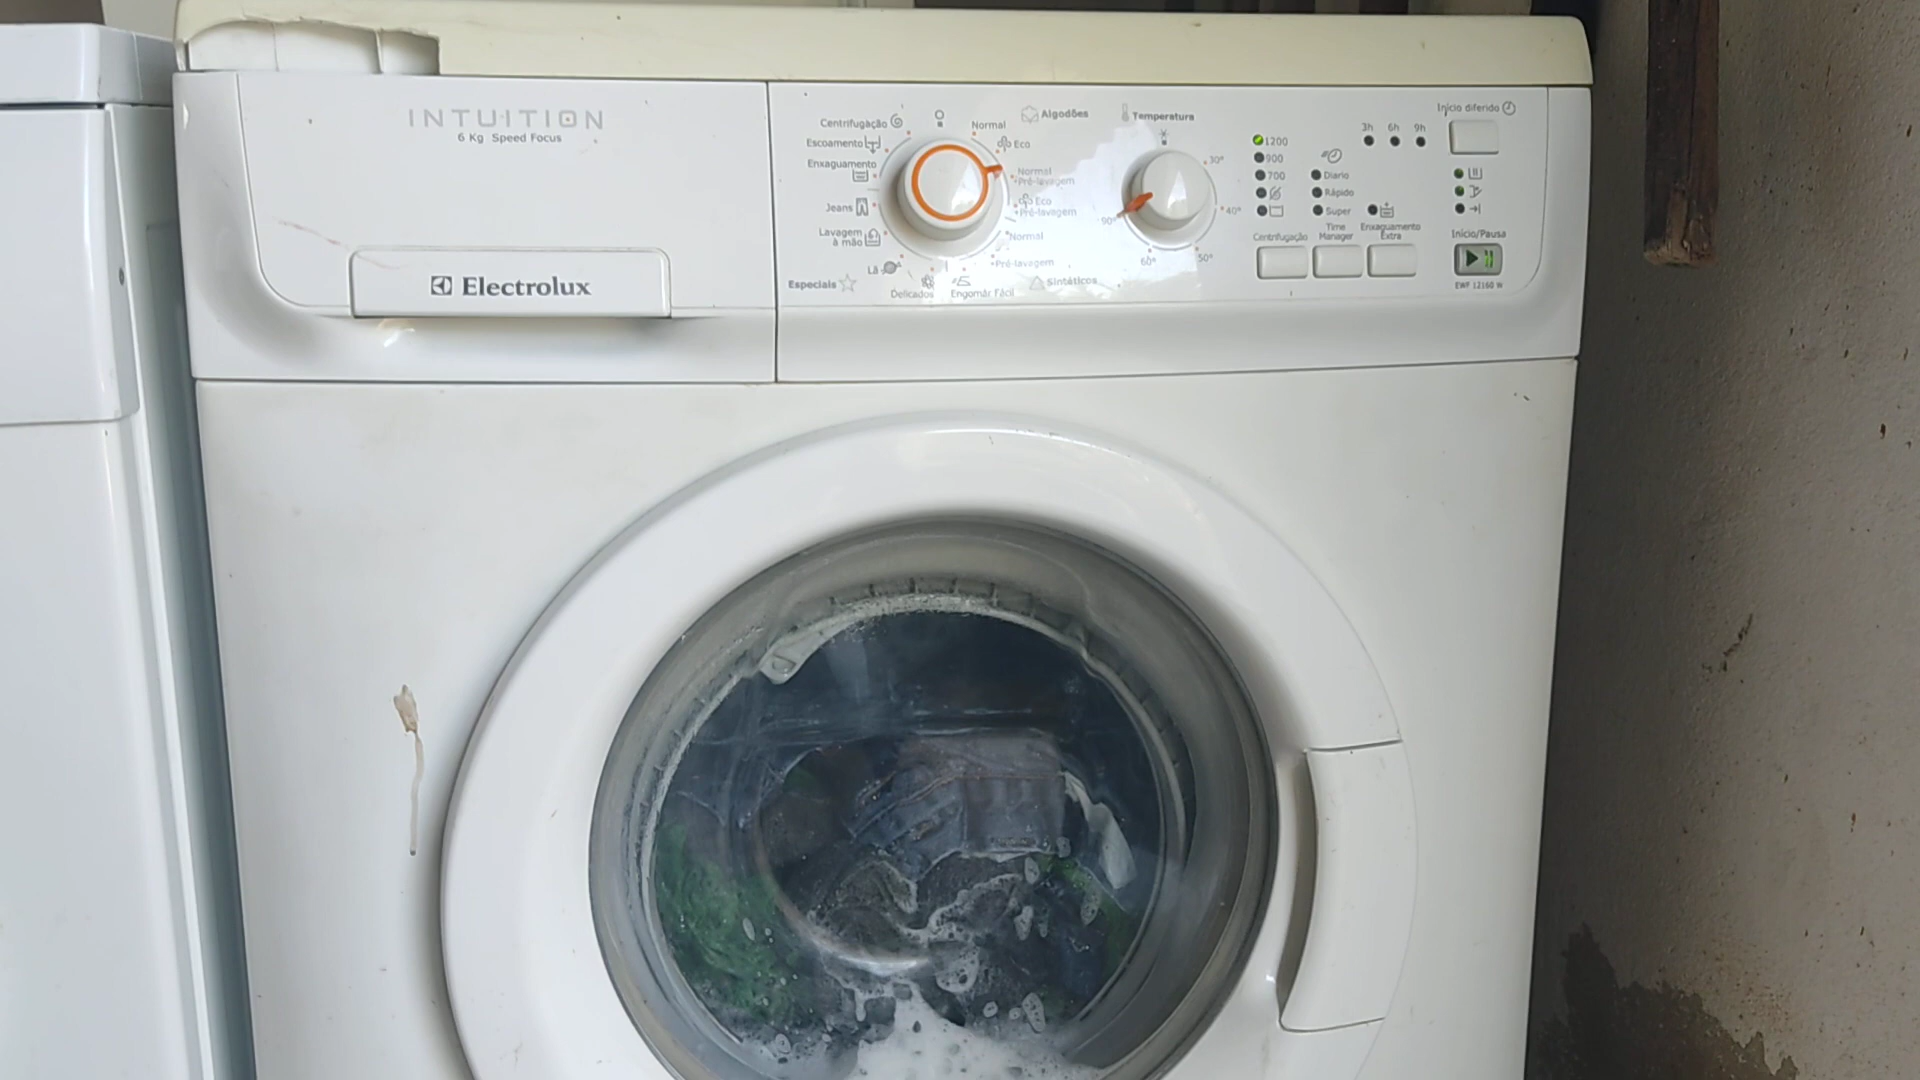 INTUITION
6 Kg Speed Focus
Electrolux
Centrifugação
Escoamento
Enxaguamento
Jeans
Lavagem
à mão
Lã
Especiais
Delicados
Engomar Fácil
Sintéticos
Algodões
Normal
Eco
Normal
+Pré-lavagem
Eco
+Pré-lavagem
Normal
Pré-lavagem
Temperatura
30°
40°
50°
60°
90°
1200
900
700
Diario
Rápido
Super
Centrifugação
Time
Manager
Enxaguamento
Extra
3h 6h 9h
Início diferido
Início/Pausa
EWF 12160 W